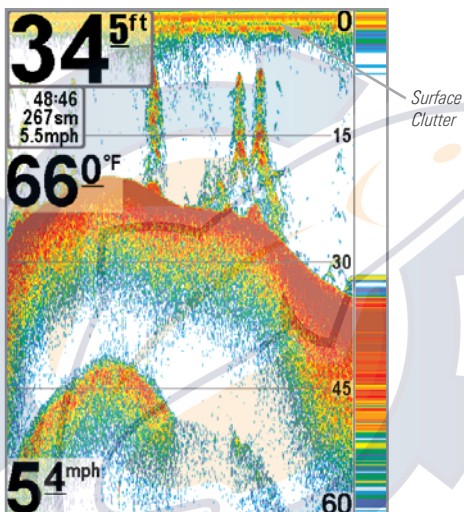 34 5 ft
0
48:46
267sm
5.5mph
Surface
Clutter
15
66 0 °F
30
45
5 4 mph
60